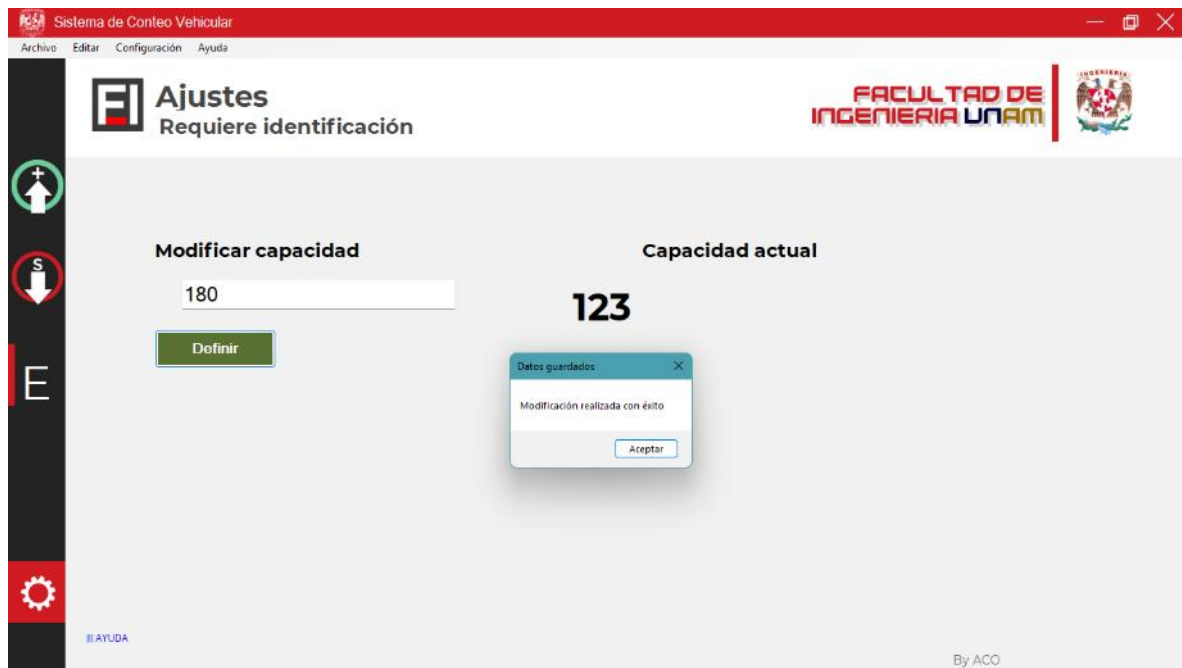 Sistema de Conteo Vehicular
Archivo Editar Configuración Ayuda
FI Ajustes
Requiere identificación
FACULTAD DE
INGENIERIA UNAM
INGENIERIA
+
S
E
Modificar capacidad
Capacidad actual
180
123
Definir
Datos guardados
Modificación realizada con éxito
Aceptar
||| AYUDA
By ACO